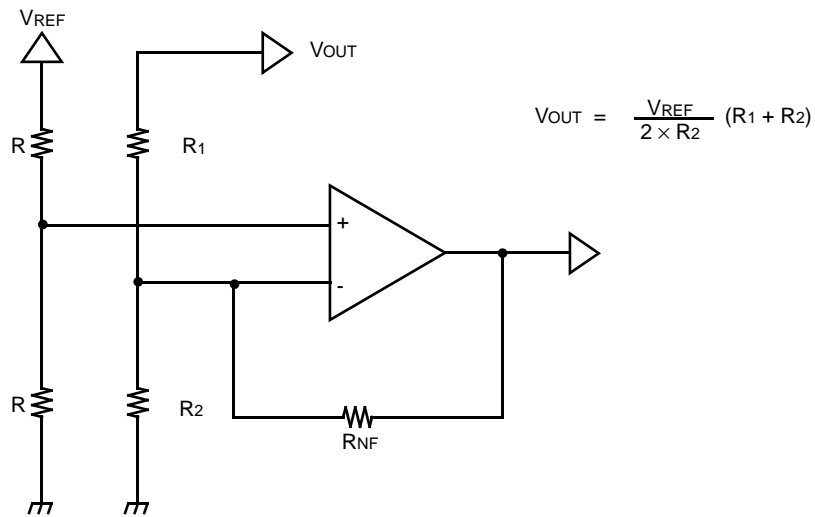 VREF
VOUT
VOUT = VREF / 2 × R2 (R1 + R2)
R
R1
+
-
R
R2
RNF